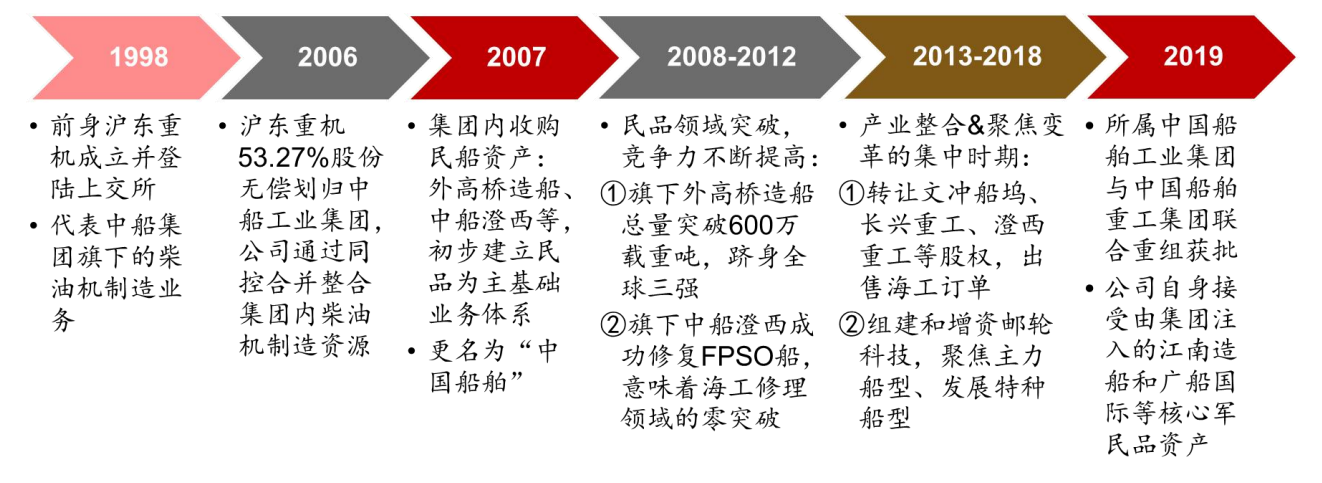 1998
• 前身沪东重
机成立并登
陆上交所
• 代表中船集
团旗下的柴
油机制造业
务
2006
• 沪东重机
53.27%股份
无偿划归中
船工业集团，
公司通过同
控合并整合
集团内柴油
机制造资源
2007
• 集团内收购
民船资产：
外高桥造船、
中船澄西等，
初步建立民
品为主基础
业务体系
• 更名为“中
国船舶”
2008-2012
• 民品领域突破，
竞争力不断提高：
①旗下外高桥造船
总量突破600万
载重吨，跻身全
球三强
②旗下中船澄西成
功修复FPSO船，
意味着海工修理
领域的零突破
2013-2018
• 产业整合&聚焦变
革的集中时期：
①转让文冲船坞、
长兴重工、澄西
重工等股权，出
售海工订单
②组建和增资邮轮
科技，聚焦主力
船型、发展特种
船型
2019
• 所属中国船
舶工业集团
与中国船舶
重工集团联
合重组获批
• 公司自身接
受由集团注
入的江南造
船和广船国
际等核心军
民品资产